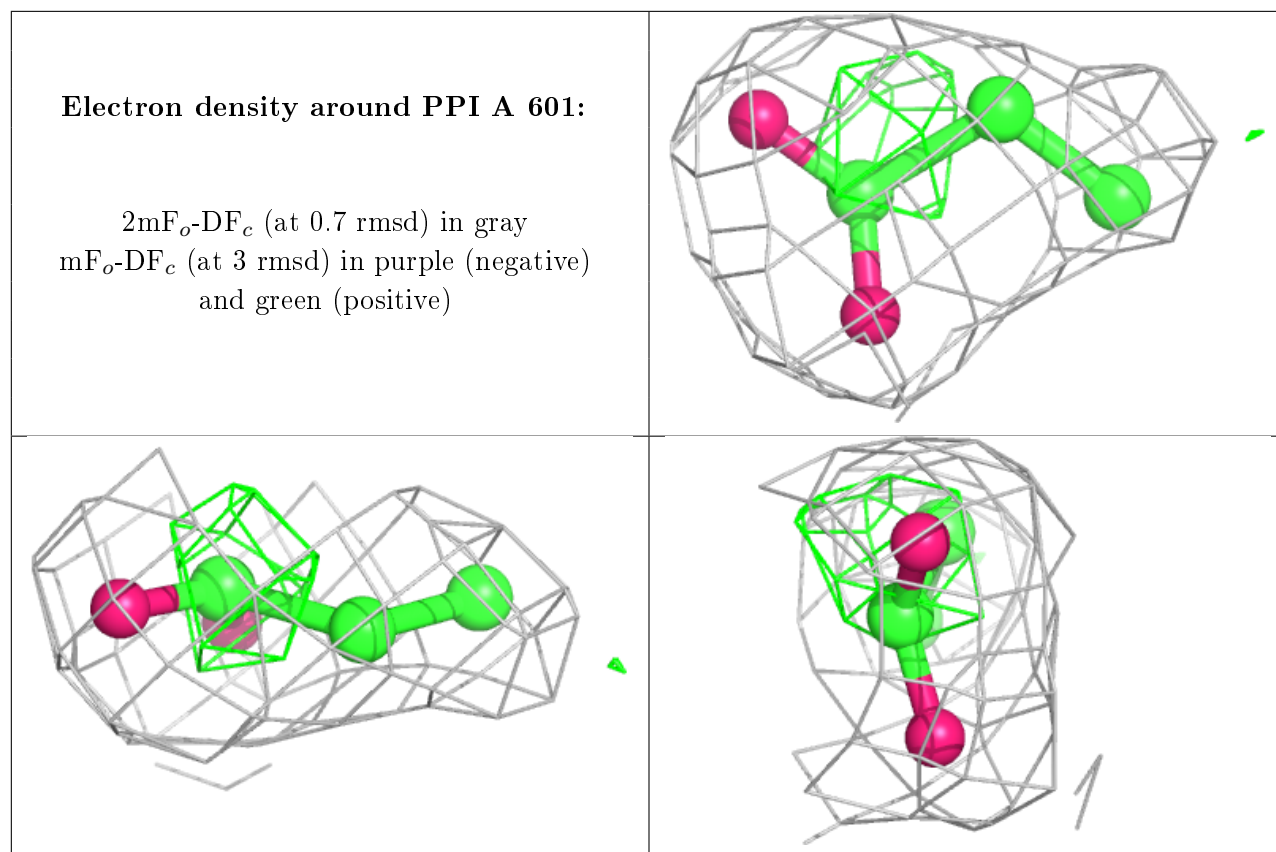 Electron density around PPI A 601:
2mFₒ-DF𝒸 (at 0.7 rmsd) in gray
mFₒ-DF𝒸 (at 3 rmsd) in purple (negative)
and green (positive)